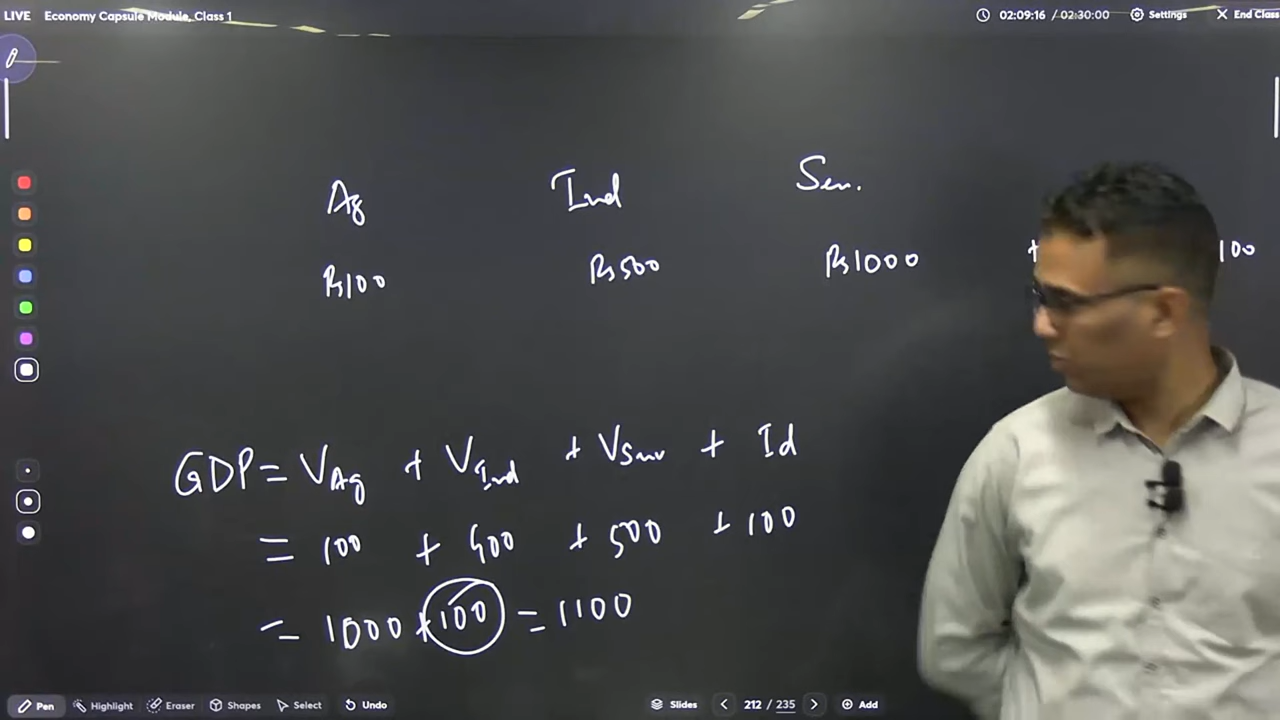 LIVE Economy Capsule Module, Class 1 02:09:16 / 02:30:00 Settings End Class
Ag Ind Ser.
Rs100 Rs500 Rs1000 + 100
GDP = VAg + VInd + VSer + Id
= 100 + 400 + 500 + 100
= 1000 + 100 = 1100
Pen Highlight Eraser Shapes Select Undo Slides 212 / 235 Add